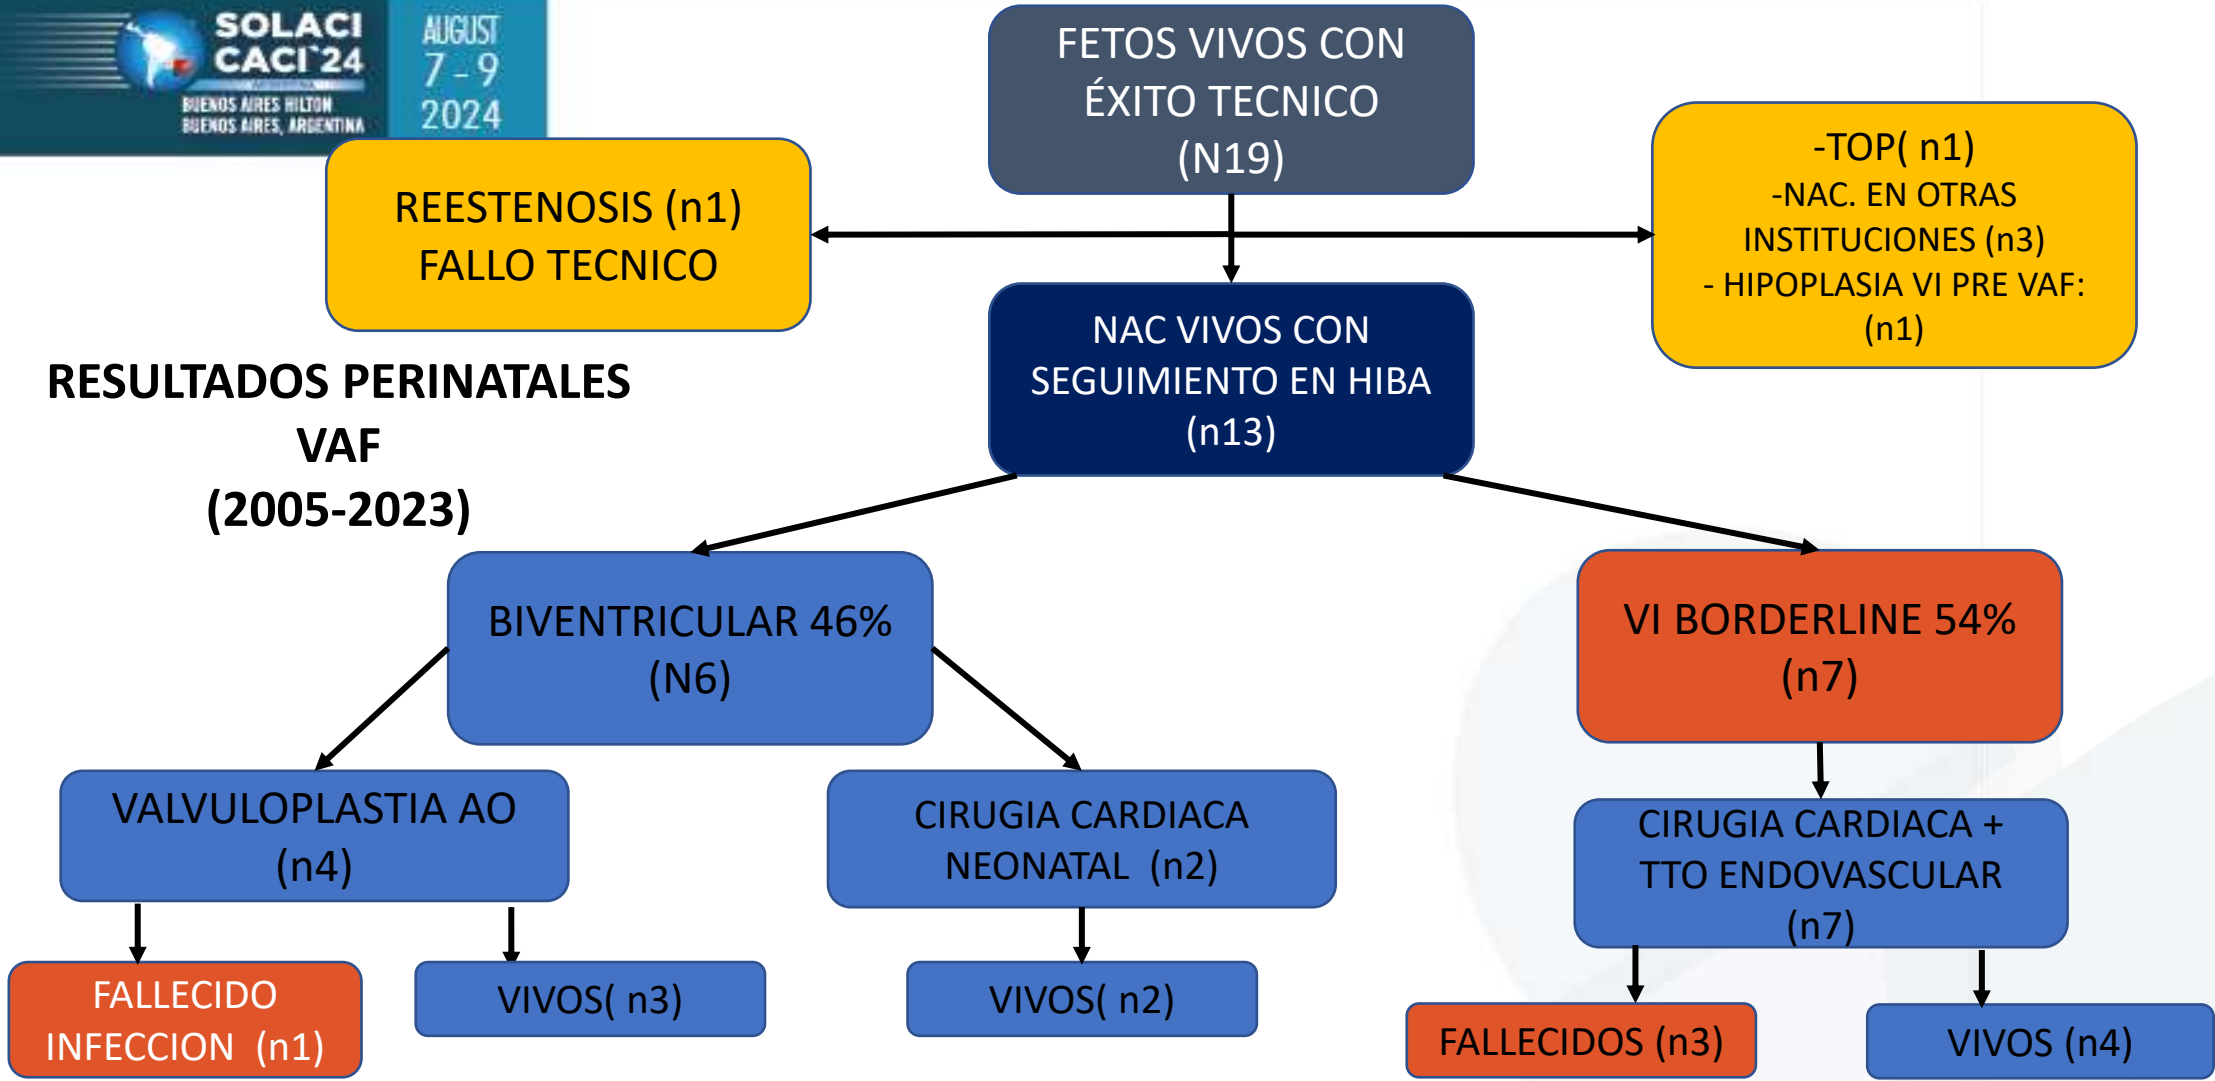 SOLACI
CACI`24
BUENOS AIRES HILTON
BUENOS AIRES, ARGENTINA
AUGUST
7 - 9
2024
FETOS VIVOS CON
ÉXITO TECNICO
(N19)
REESTENOSIS (n1)
FALLO TECNICO
-TOP( n1)
-NAC. EN OTRAS
INSTITUCIONES (n3)
- HIPOPLASIA VI PRE VAF:
(n1)
NAC VIVOS CON
SEGUIMIENTO EN HIBA
(n13)
RESULTADOS PERINATALES
VAF
(2005-2023)
BIVENTRICULAR 46%
(N6)
VI BORDERLINE 54%
(n7)
VALVULOPLASTIA AO
(n4)
CIRUGIA CARDIACA
NEONATAL (n2)
CIRUGIA CARDIACA +
TTO ENDOVASCULAR
(n7)
FALLECIDO
INFECCION (n1)
VIVOS( n3)
VIVOS( n2)
FALLECIDOS (n3)
VIVOS (n4)